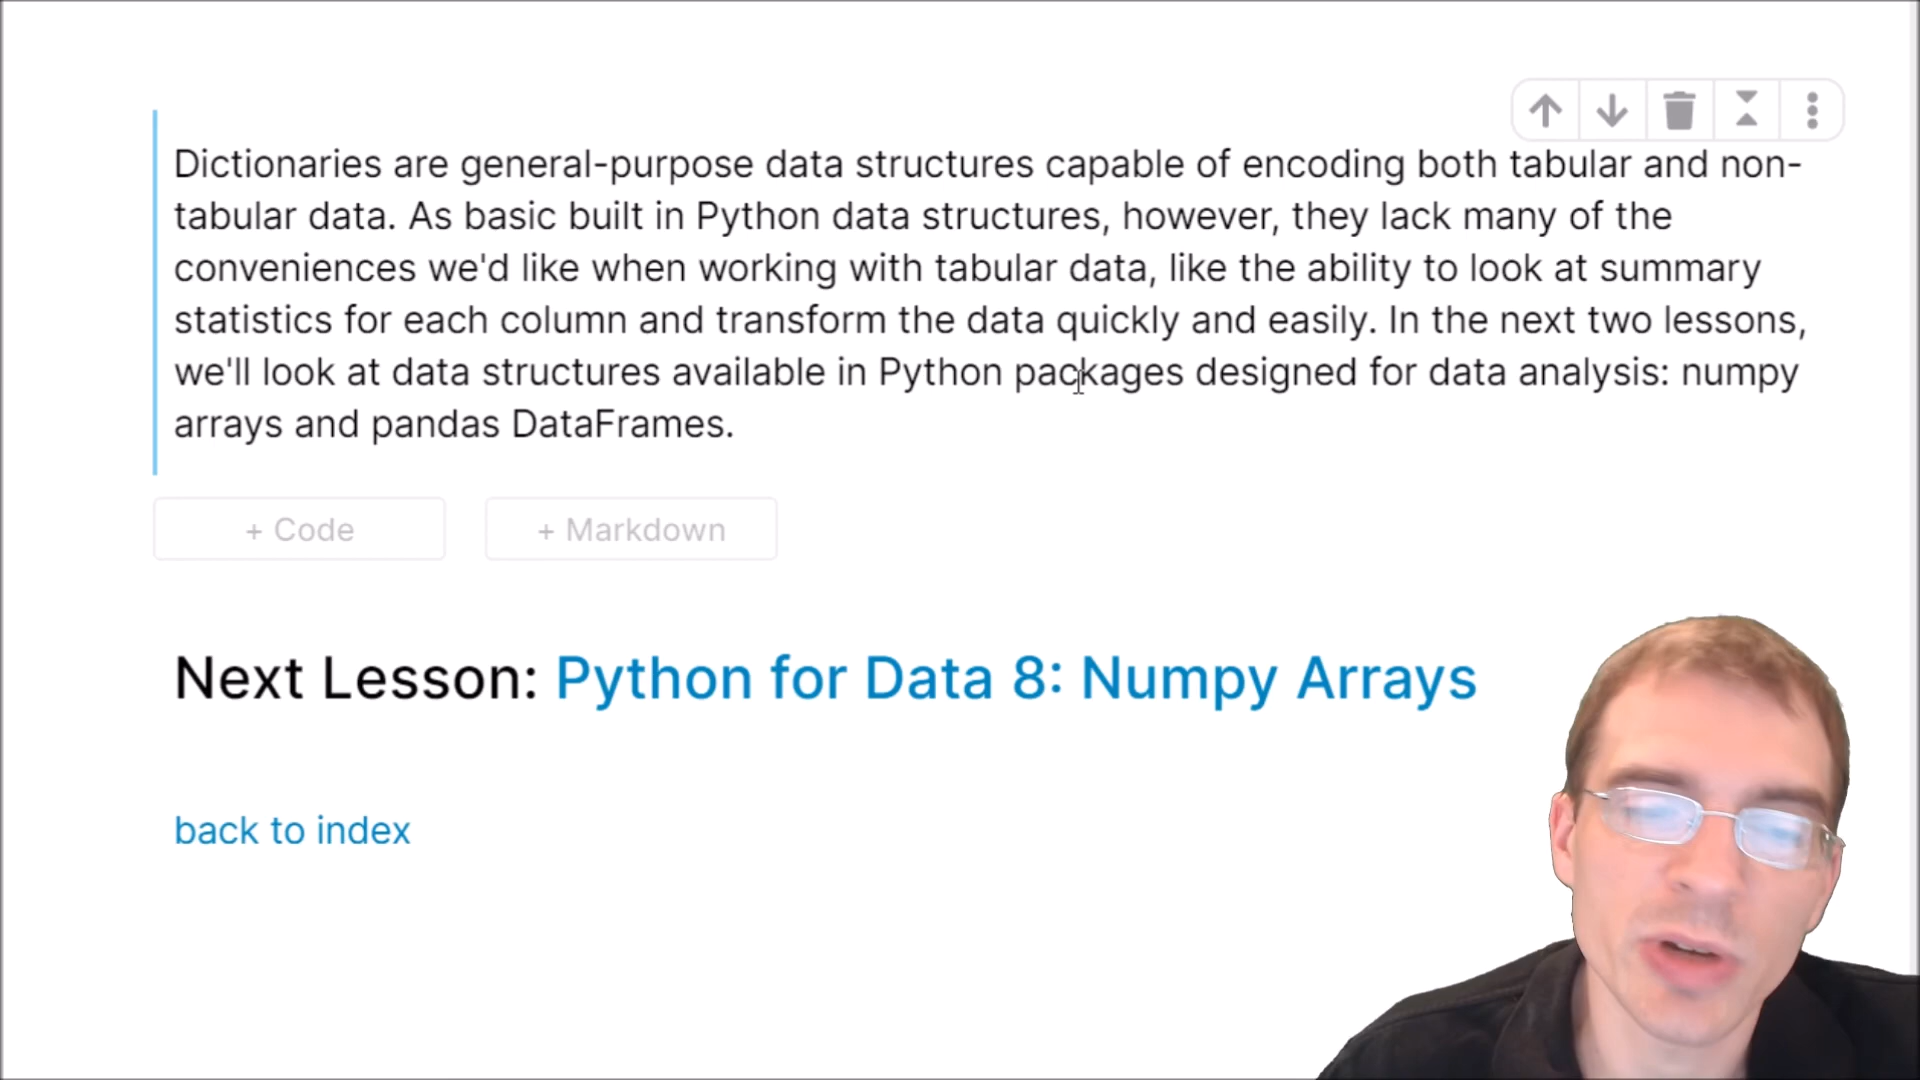 Dictionaries are general-purpose data structures capable of encoding both tabular and non-
tabular data. As basic built in Python data structures, however, they lack many of the
conveniences we'd like when working with tabular data, like the ability to look at summary
statistics for each column and transform the data quickly and easily. In the next two lessons,
we'll look at data structures available in Python packages designed for data analysis: numpy
arrays and pandas DataFrames.
+ Code
+ Markdown
Next Lesson: Python for Data 8: Numpy Arrays
back to index